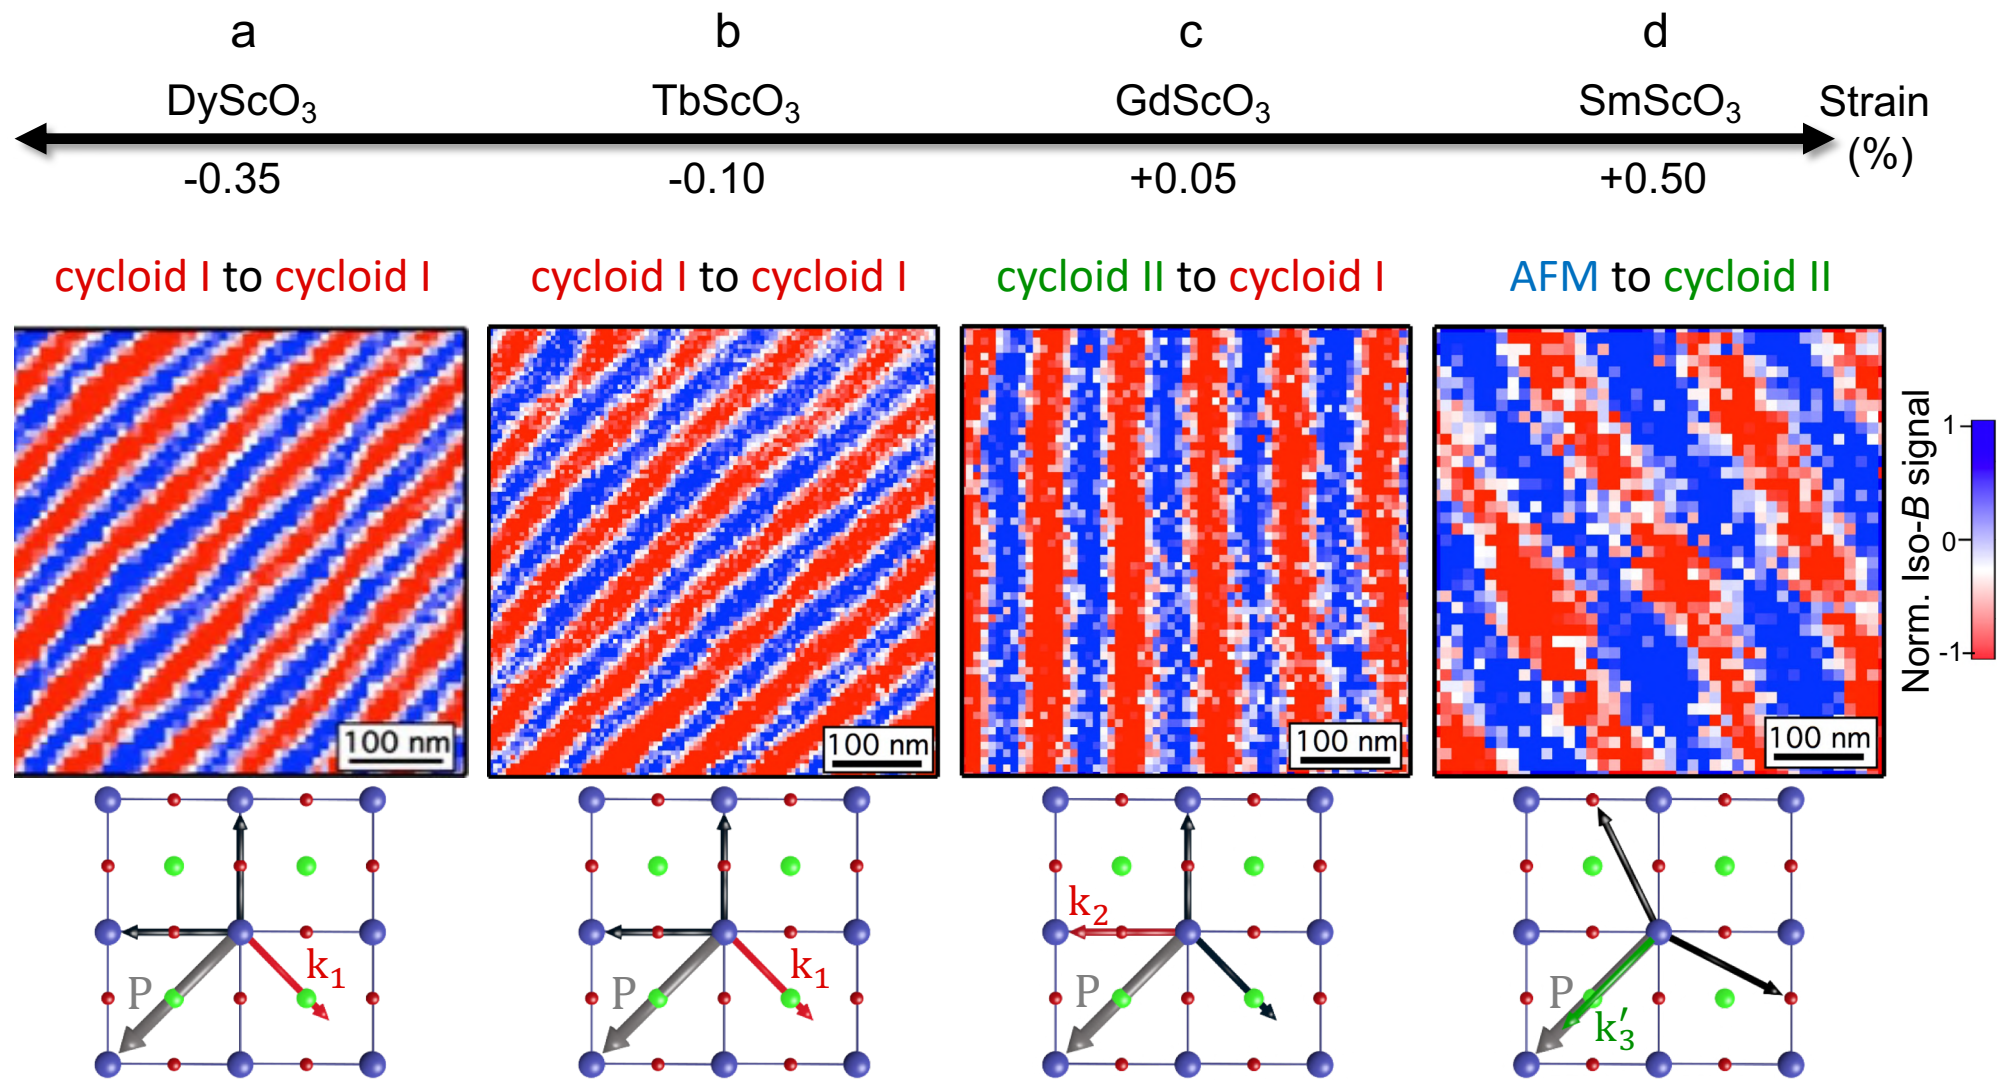 a b c d
DyScO₃ TbScO₃ GdScO₃ SmScO₃ Strain
(%)
-0.35 -0.10 +0.05 +0.50
cycloid I to cycloid I cycloid I to cycloid I cycloid II to cycloid I AFM to cycloid II
1
0
-1
Norm. Iso-B signal
100 nm 100 nm 100 nm 100 nm
P k₁ P k₁ k₂ P P k₃′